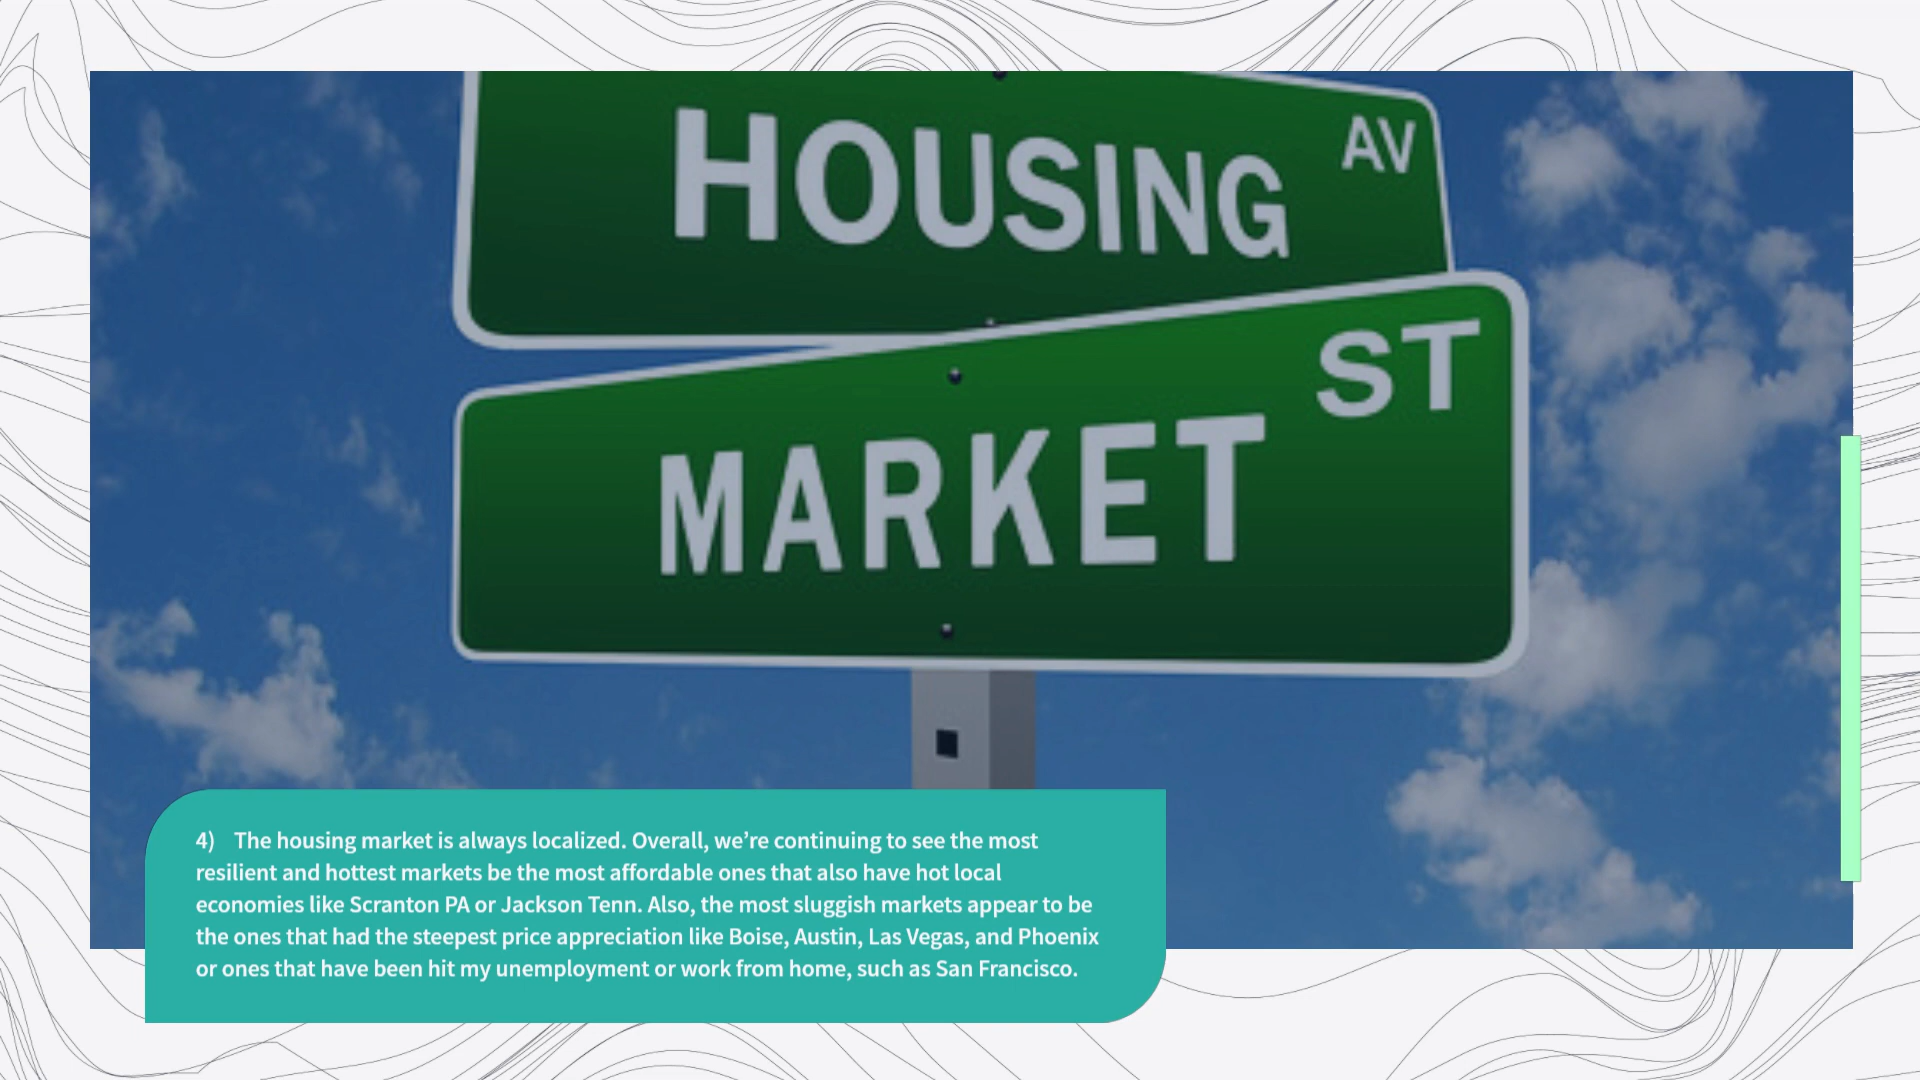 HOUSING AV
MARKET ST
4) The housing market is always localized. Overall, we’re continuing to see the most
resilient and hottest markets be the most affordable ones that also have hot local
economies like Scranton PA or Jackson Tenn. Also, the most sluggish markets appear to be
the ones that had the steepest price appreciation like Boise, Austin, Las Vegas, and Phoenix
or ones that have been hit my unemployment or work from home, such as San Francisco.